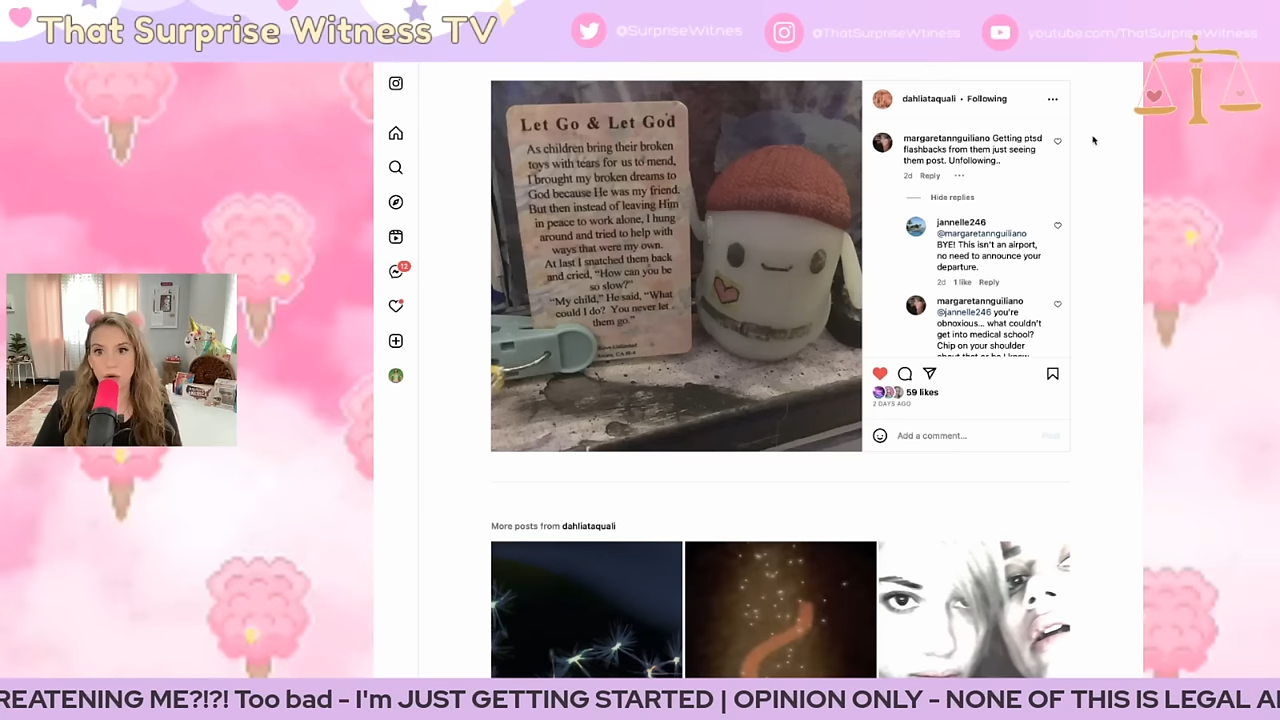 That Surprise Witness TV
@SurpriseWitnes
@ThatSurpriseWtiness
youtube.com/ThatSurpriseWitness
12
Let Go & Let God
As children bring their broken
toys with tears for us to mend,
I brought my broken dreams to
God because He was my friend.
But then instead of leaving Him
in peace to work alone, I hung
around and tried to help with
ways that were my own.
At last I snatched them back
and cried, "How can you be
so slow?"
"My child," He said, "What
could I do? You never let
them go."
dahliataquali • Following
margaretannguiliano Getting ptsd
flashbacks from them just seeing
them post. Unfollowing..
2d Reply
Hide replies
jannelle246
@margaretannguiliano
BYE! This isn't an airport,
no need to announce your
departure.
2d 1 like Reply
margaretannguiliano
@jannelle246 you're
obnoxious... what couldn't
get into medical school?
Chip on your shoulder
about that or be I know
59 likes
2 DAYS AGO
Add a comment...
Post
More posts from dahliataquali
REATENING ME?!?! Too bad - I'm JUST GETTING STARTED | OPINION ONLY - NONE OF THIS IS LEGAL A